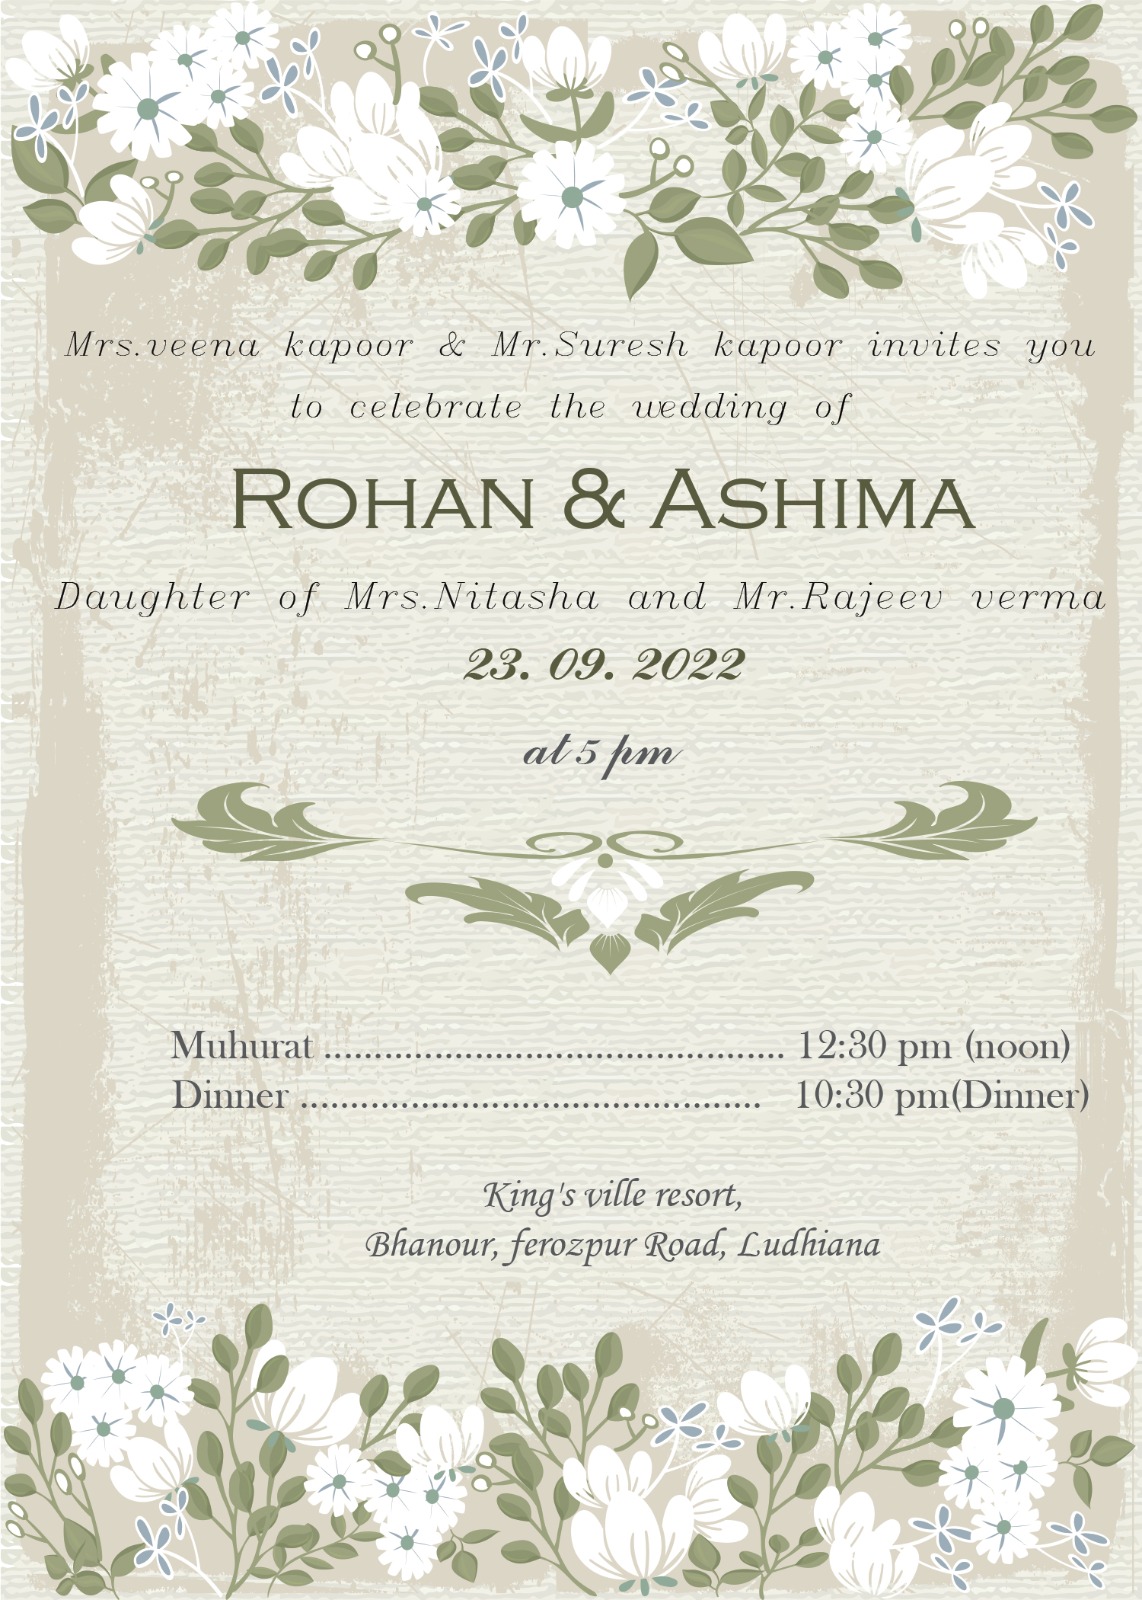 Mrs.veena kapoor & Mr.Suresh kapoor invites you
to celebrate the wedding of
Rohan & Ashima
Daughter of Mrs.Nitasha and Mr.Rajeev verma
23. 09. 2022
at 5 pm
Muhurat .............................................. 12:30 pm (noon)
Dinner .............................................. 10:30 pm(Dinner)
King's ville resort,
Bhanour, ferozpur Road, Ludhiana